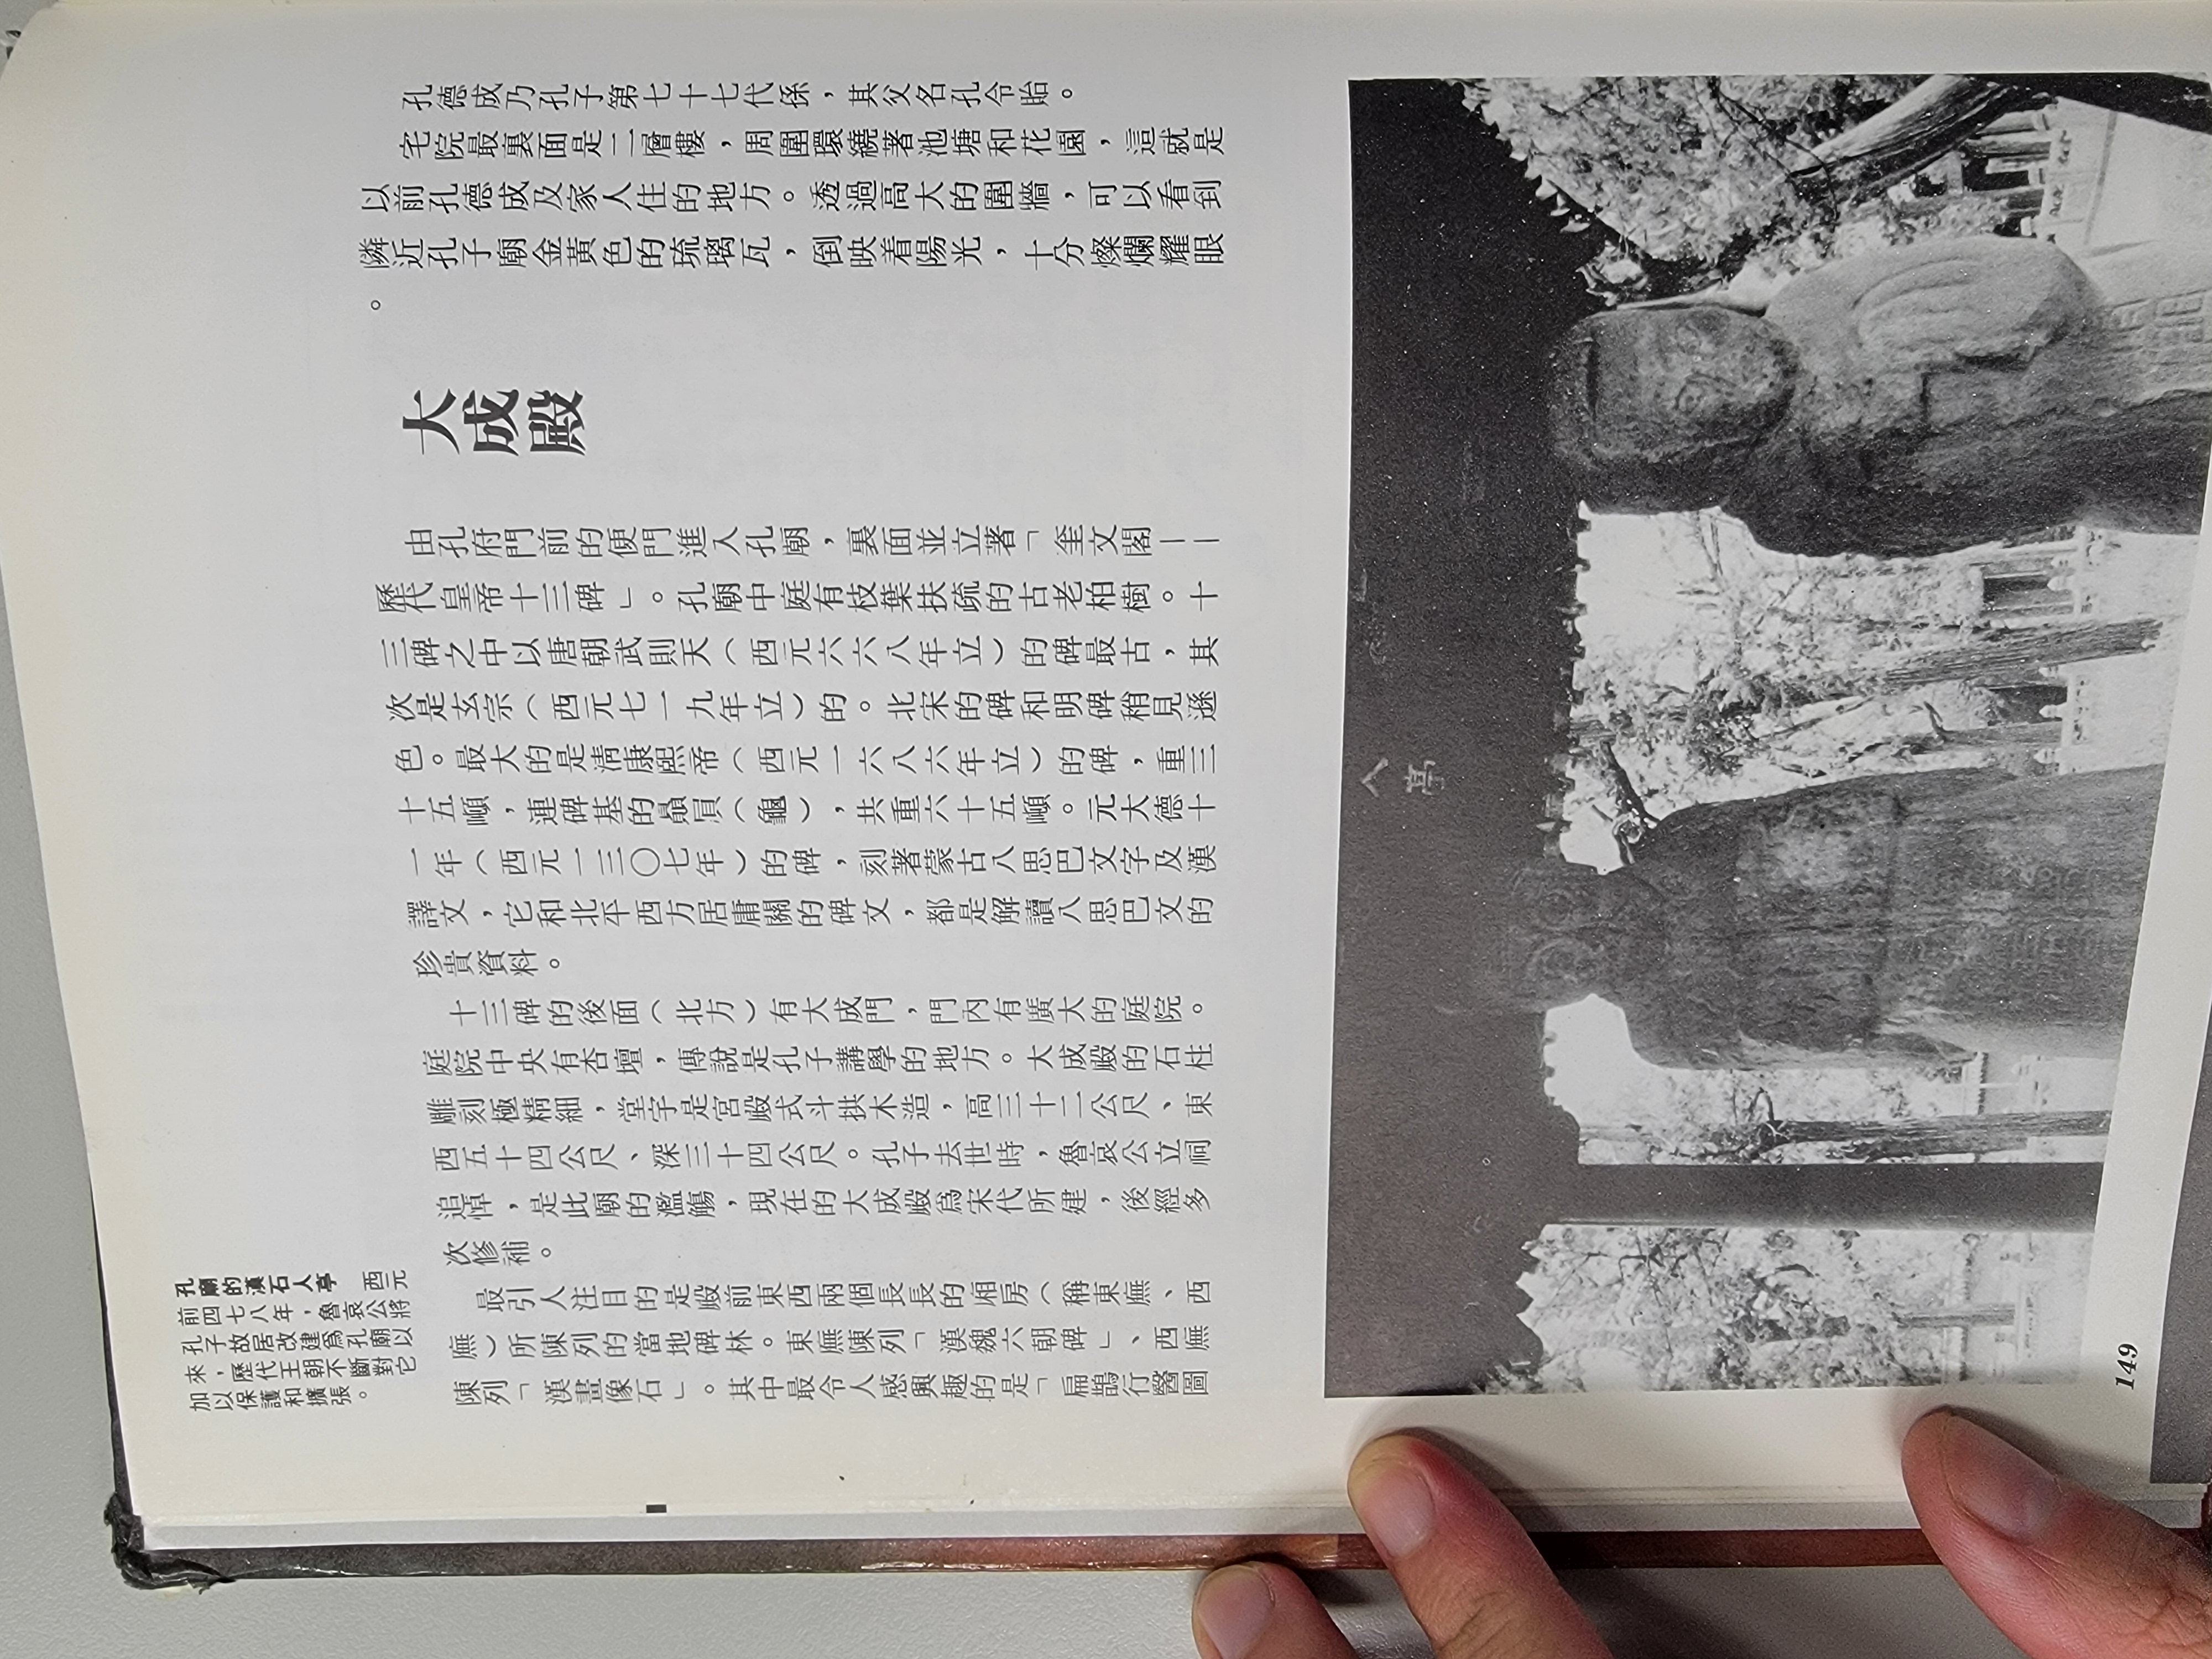 孔德成乃孔子第七十七代孫，其父名孔令貽。
宅院最裏面是二層樓，周圍環繞著池塘和花園，這就是
以前孔德成及家人住的地方。透過高大的圍牆，可以看到
隣近孔子廟金黃色的琉璃瓦，倒映着陽光，十分燦爛耀眼
。
大成殿
由孔府門前的便門進入孔廟，裏面並立著「奎文閣——
歷代皇帝十三碑」。孔廟中庭有枝葉扶疏的古老柏樹。十
三碑之中以唐朝武則天（西元六六八年立）的碑最古，其
次是玄宗（西元七一九年立）的。北宋的碑和明碑稍見遜
色。最大的是淸康熙帝（西元一六八六年立）的碑，重三
十五噸，連碑基的贔屓（龜），共重六十五噸。元大德十
一年（西元一三〇七年）的碑，刻著蒙古八思巴文字及漢
譯文，它和北平西方居庸關的碑文，都是解讀八思巴文的
珍貴資料。
十三碑的後面（北方）有大成門，門內有廣大的庭院。
庭院中央有杏壇，傳說是孔子講學的地方。大成殿的石柱
雕刻極精細，堂宇是宮殿式斗拱木造，高三十二公尺、東
西五十四公尺、深三十四公尺。孔子去世時，魯哀公立祠
追悼，是此廟的濫觴，現在的大成殿爲宋代所建，後經多
次修補。
最引人注目的是殿前東西兩個長長的廂房（稱東廡、西
廡）所陳列的當地碑林。東廡陳列「漢魏六朝碑」、西廡
陳列「漢畫像石」。其中最令人感興趣的是「扁鵲行醫圖
孔廟的漢石人亭　西元
前四七八年，魯哀公將
孔子故居改建爲孔廟以
來，歷代王朝不斷對它
加以保護和擴張。
人亭
149